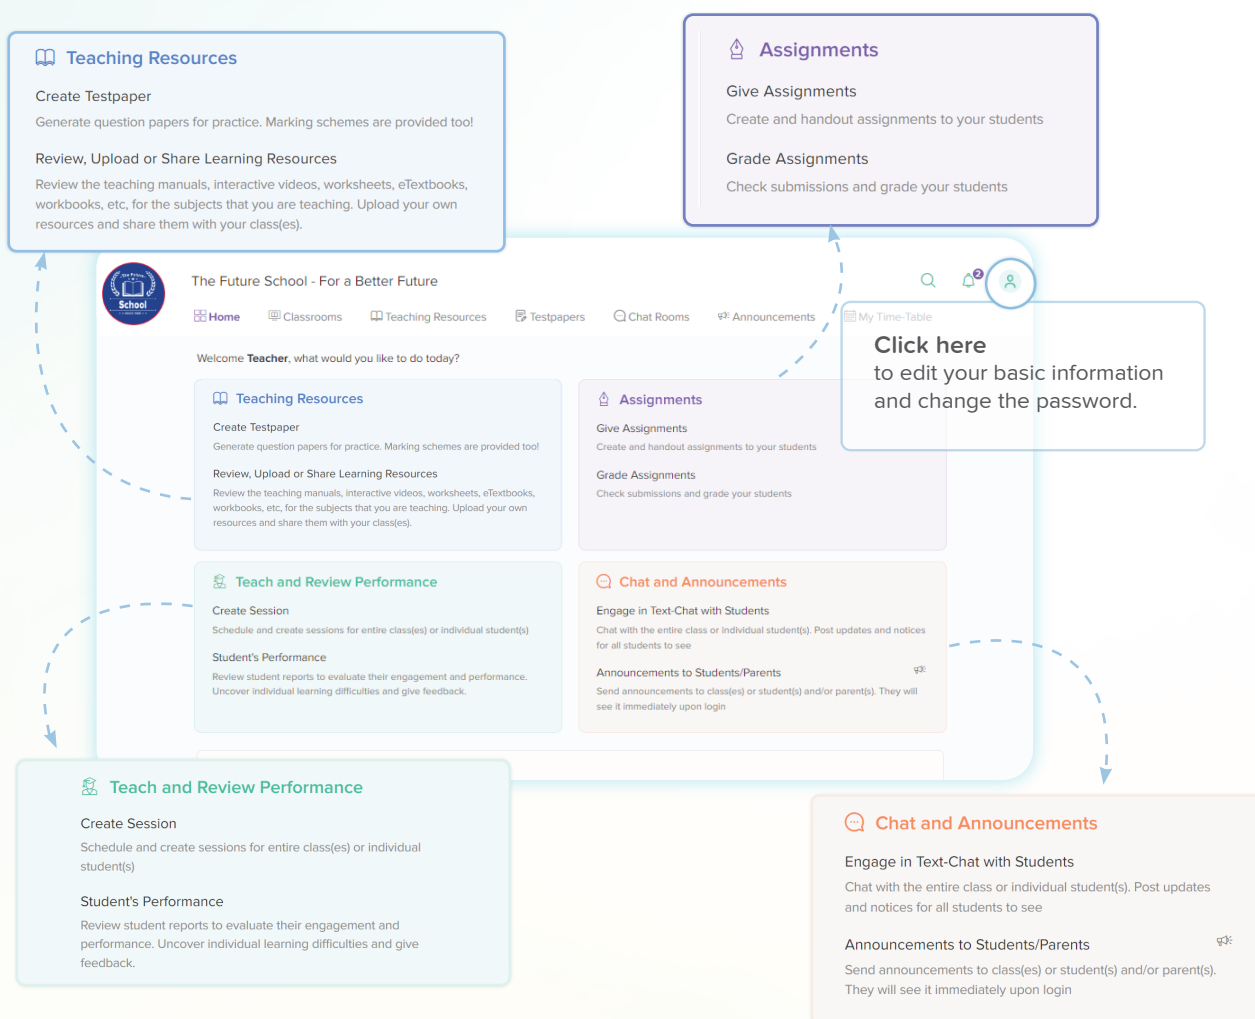 Teaching Resources
Create Testpaper
Generate question papers for practice. Marking schemes are provided too!
Review, Upload or Share Learning Resources
Review the teaching manuals, interactive videos, worksheets, eTextbooks,
workbooks, etc, for the subjects that you are teaching. Upload your own
resources and share them with your class(es).
Assignments
Give Assignments
Create and handout assignments to your students
Grade Assignments
Check submissions and grade your students
The Future
School
The Future School - For a Better Future
2
Home Classrooms Teaching Resources Testpapers Chat Rooms Announcements My Time-Table
Click here
to edit your basic information
and change the password.
Welcome Teacher, what would you like to do today?
Teaching Resources
Create Testpaper
Generate question papers for practice. Marking schemes are provided too!
Review, Upload or Share Learning Resources
Review the teaching manuals, interactive videos, worksheets, eTextbooks,
workbooks, etc, for the subjects that you are teaching. Upload your own
resources and share them with your class(es).
Assignments
Give Assignments
Create and handout assignments to your students
Grade Assignments
Check submissions and grade your students
Teach and Review Performance
Create Session
Schedule and create sessions for entire class(es) or individual student(s)
Student's Performance
Review student reports to evaluate their engagement and performance.
Uncover individual learning difficulties and give feedback.
Chat and Announcements
Engage in Text-Chat with Students
Chat with the entire class or individual student(s). Post updates and notices
for all students to see
Announcements to Students/Parents
Send announcements to class(es) or student(s) and/or parent(s). They will
see it immediately upon login
Teach and Review Performance
Create Session
Schedule and create sessions for entire class(es) or individual
student(s)
Student's Performance
Review student reports to evaluate their engagement and
performance. Uncover individual learning difficulties and give
feedback.
Chat and Announcements
Engage in Text-Chat with Students
Chat with the entire class or individual student(s). Post updates
and notices for all students to see
Announcements to Students/Parents
Send announcements to class(es) or student(s) and/or parent(s).
They will see it immediately upon login